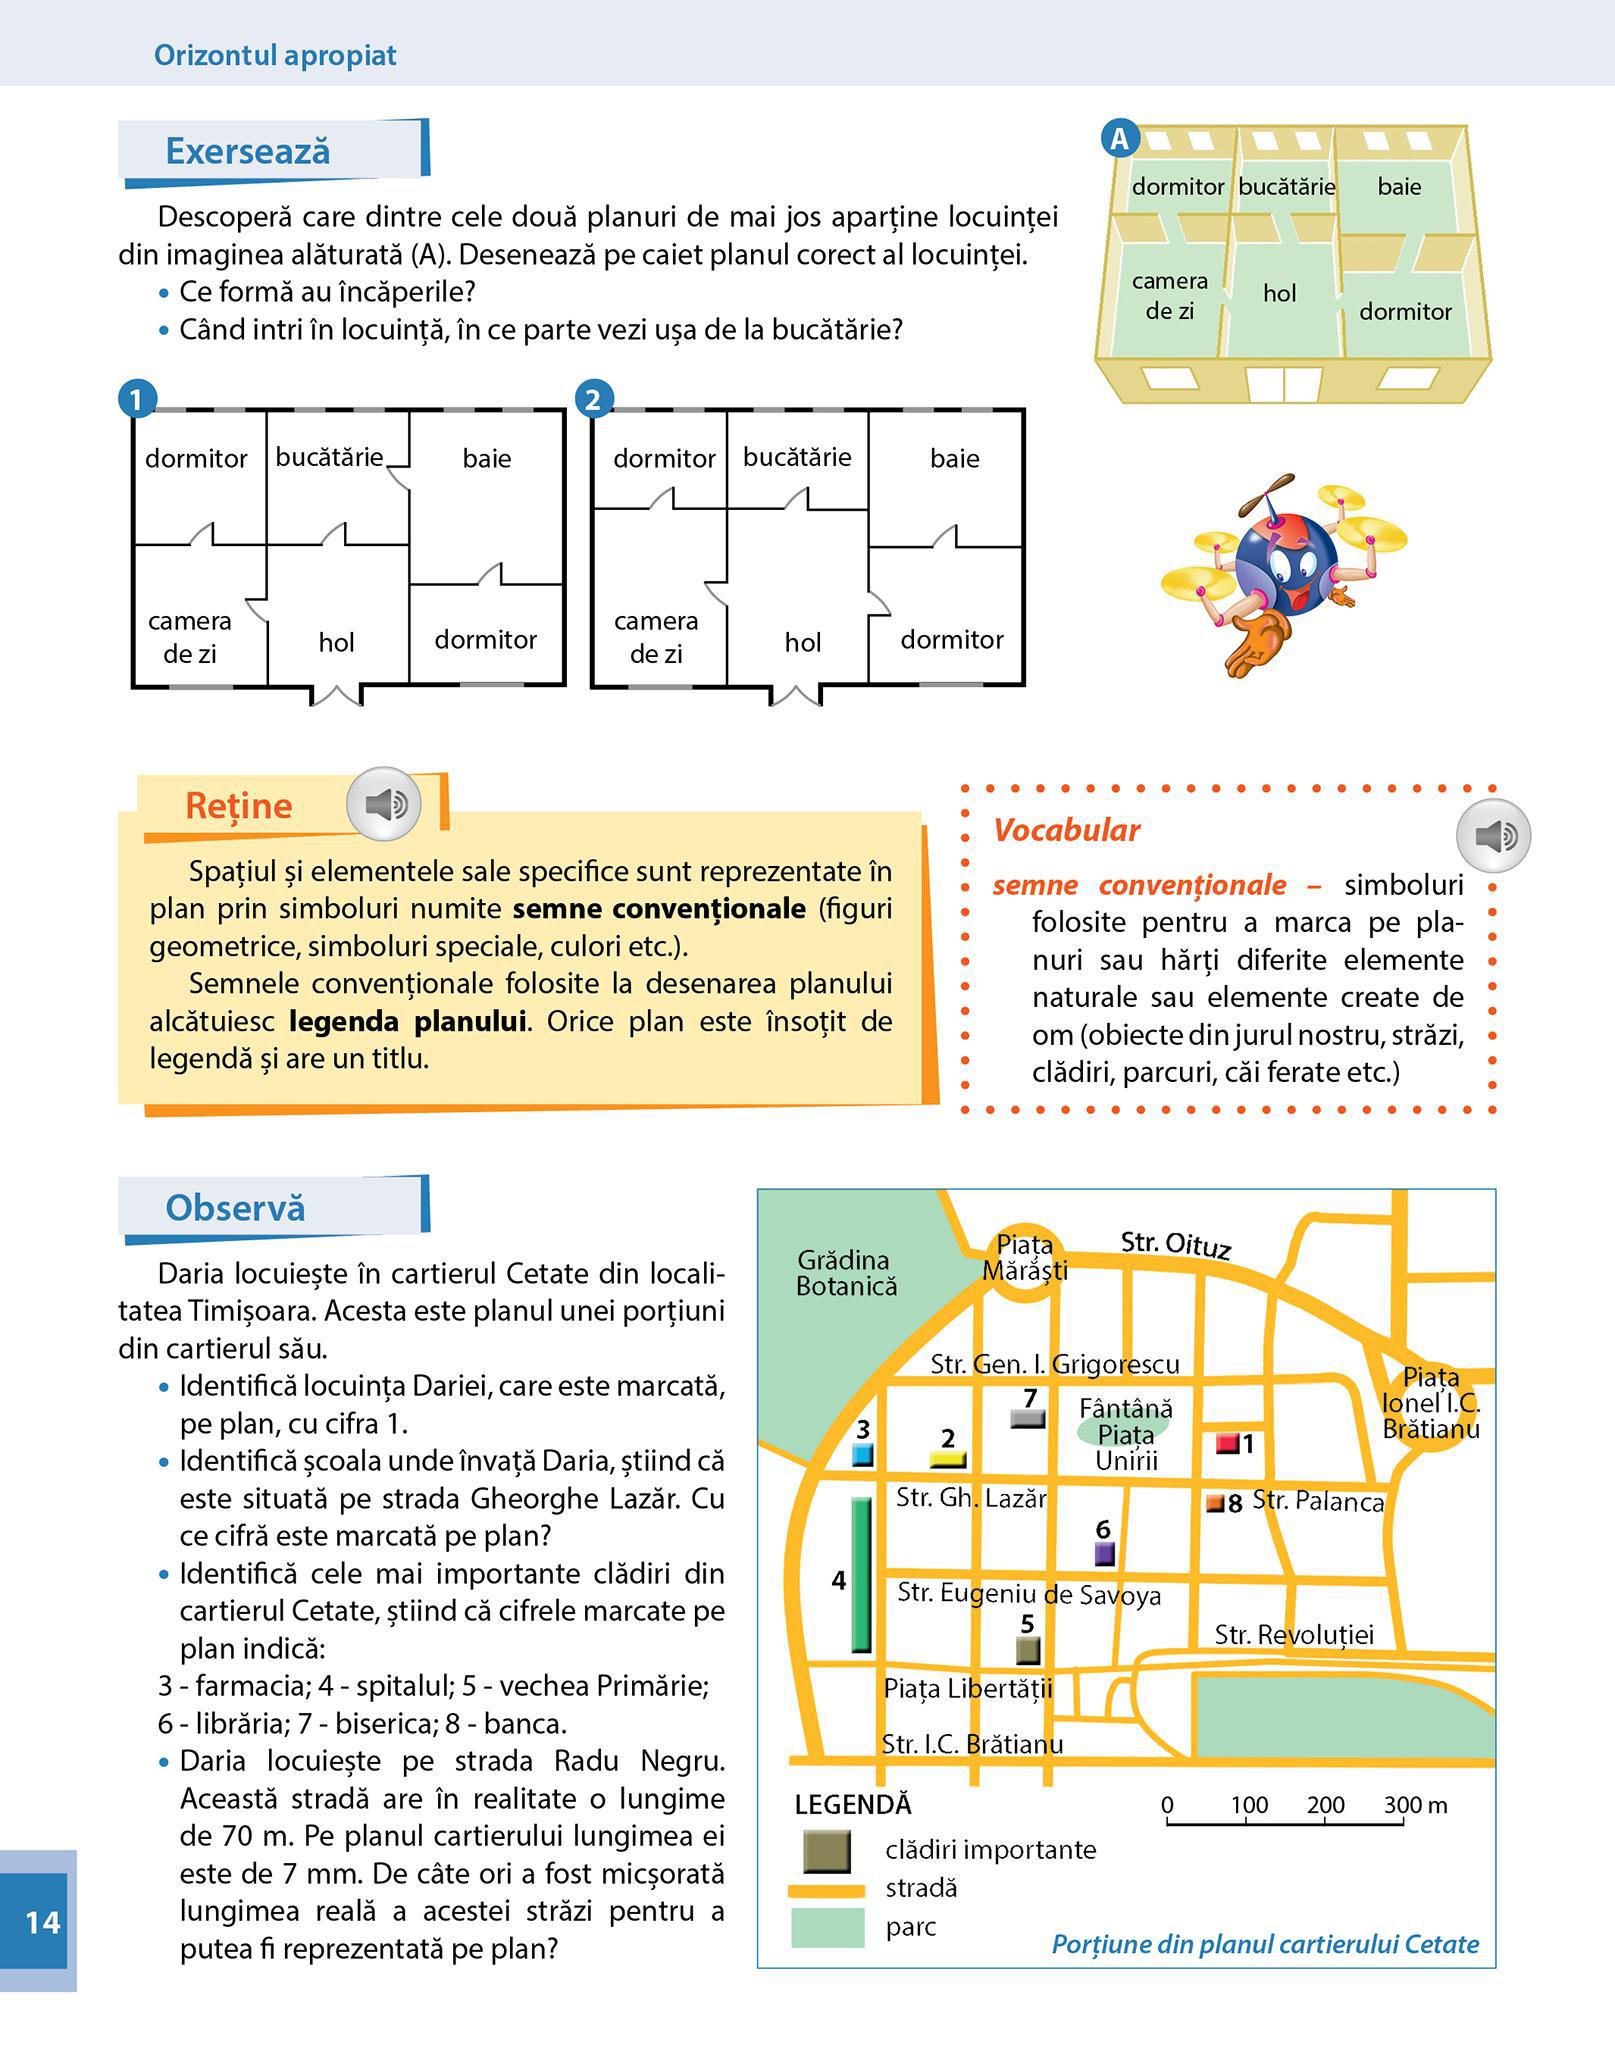 Orizontul apropiat
Exersează
Descoperă care dintre cele două planuri de mai jos aparține locuinței
din imaginea alăturată (A). Desenează pe caiet planul corect al locuinței.
• Ce formă au încăperile?
• Când intri în locuință, în ce parte vezi ușa de la bucătărie?
A
dormitor
bucătărie
baie
camera
de zi
hol
dormitor
1
dormitor
bucătărie
baie
camera
de zi
hol
dormitor
2
dormitor
bucătărie
baie
camera
de zi
hol
dormitor
Reține
Spațiul și elementele sale specifice sunt reprezentate în
plan prin simboluri numite semne convenționale (figuri
geometrice, simboluri speciale, culori etc.).
Semnele convenționale folosite la desenarea planului
alcătuiesc legenda planului. Orice plan este însoțit de
legendă și are un titlu.
Vocabular
semne convenționale – simboluri
folosite pentru a marca pe pla-
nuri sau hărți diferite elemente
naturale sau elemente create de
om (obiecte din jurul nostru, străzi,
clădiri, parcuri, căi ferate etc.)
Observă
Daria locuiește în cartierul Cetate din locali-
tatea Timișoara. Acesta este planul unei porțiuni
din cartierul său.
• Identifică locuința Dariei, care este marcată,
pe plan, cu cifra 1.
• Identifică școala unde învață Daria, știind că
este situată pe strada Gheorghe Lazăr. Cu
ce cifră este marcată pe plan?
• Identifică cele mai importante clădiri din
cartierul Cetate, știind că cifrele marcate pe
plan indică:
3 - farmacia; 4 - spitalul; 5 - vechea Primărie;
6 - librăria; 7 - biserica; 8 - banca.
• Daria locuiește pe strada Radu Negru.
Această stradă are în realitate o lungime
de 70 m. Pe planul cartierului lungimea ei
este de 7 mm. De câte ori a fost micșorată
lungimea reală a acestei străzi pentru a
putea fi reprezentată pe plan?
Grădina
Botanică
Piața
Mărăști
Str. Oituz
Str. Gen. I. Grigorescu
Piața
Ionel I.C.
Brătianu
7
Fântână
Piața
Unirii
3
2
1
Str. Gh. Lazăr
8
Str. Palanca
6
4
Str. Eugeniu de Savoya
5
Str. Revoluției
Piața Libertății
Str. I.C. Brătianu
LEGENDĂ
0 100 200 300 m
clădiri importante
stradă
parc
Porțiune din planul cartierului Cetate
14